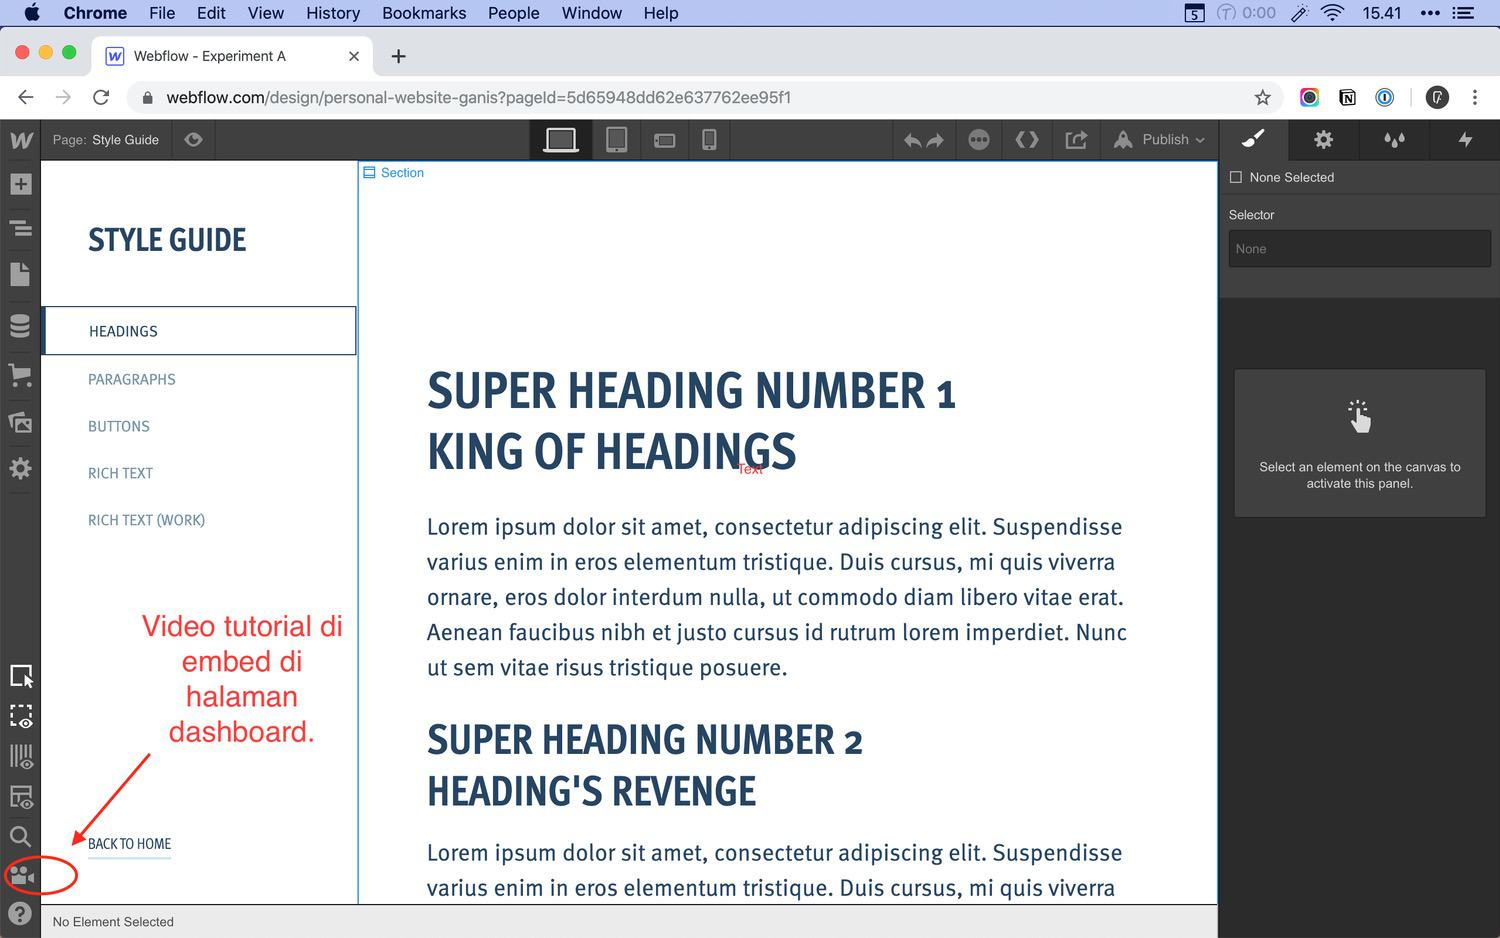 Chrome File Edit View History Bookmarks People Window Help
5 0:00 15.41
Webflow - Experiment A
webflow.com/design/personal-website-ganis?pageId=5d65948dd62e637762ee95f1
Page: Style Guide
Publish
None Selected
Selector
None
Select an element on the canvas to
activate this panel.
STYLE GUIDE
HEADINGS
PARAGRAPHS
BUTTONS
RICH TEXT
RICH TEXT (WORK)
Video tutorial di
embed di
halaman
dashboard.
BACK TO HOME
Section
SUPER HEADING NUMBER 1
KING OF HEADINGS
Text
Lorem ipsum dolor sit amet, consectetur adipiscing elit. Suspendisse
varius enim in eros elementum tristique. Duis cursus, mi quis viverra
ornare, eros dolor interdum nulla, ut commodo diam libero vitae erat.
Aenean faucibus nibh et justo cursus id rutrum lorem imperdiet. Nunc
ut sem vitae risus tristique posuere.
SUPER HEADING NUMBER 2
HEADING'S REVENGE
Lorem ipsum dolor sit amet, consectetur adipiscing elit. Suspendisse
varius enim in eros elementum tristique. Duis cursus, mi quis viverra
No Element Selected